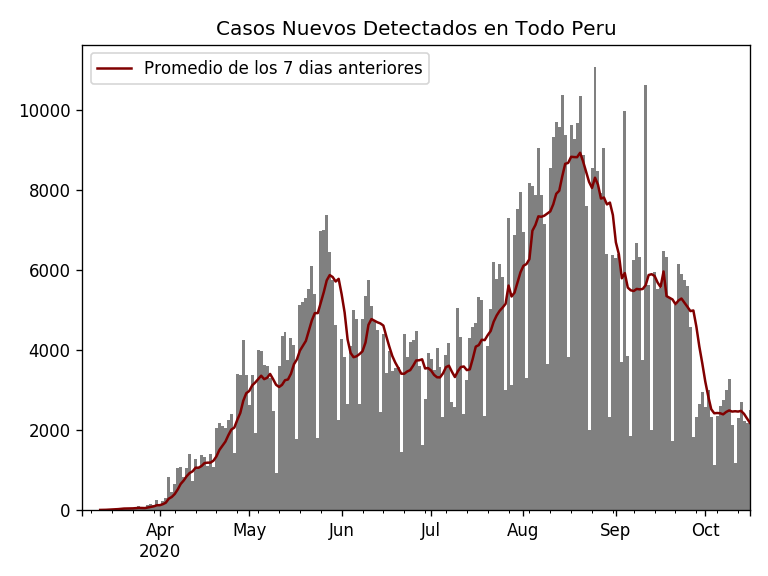 Casos Nuevos Detectados en Todo Peru
Promedio de los 7 dias anteriores
10000
8000
6000
4000
2000
0
Apr May Jun Jul Aug Sep Oct
2020